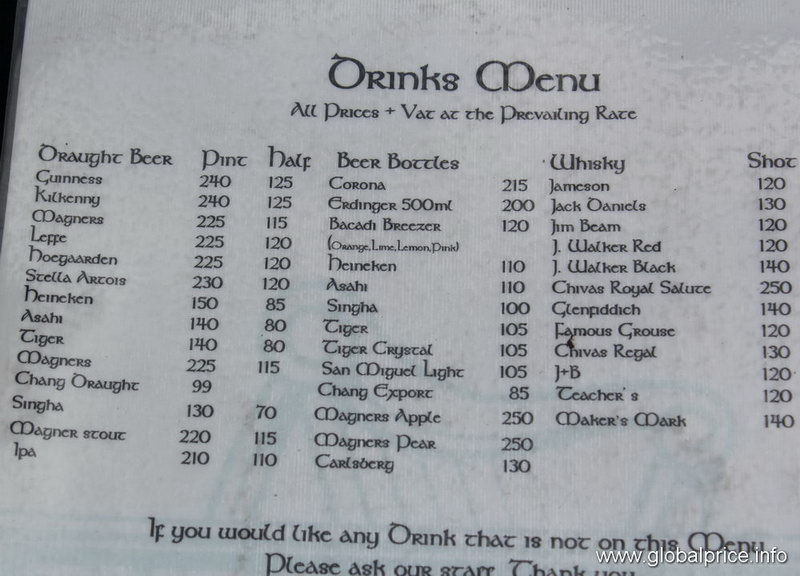 Drinks Menu
All Prices + Vat at the Prevailing Rate
Draught Beer Pint Half
Guinness 240 125
Kilkenny 240 125
Magners 225 115
Leffe 225 120
Hoegaarden 225 120
Stella Artois 230 120
Heineken 150 85
Asahi 140 80
Tiger 140 80
Magners 225 115
Chang Draught 99
Singha 130 70
Magner stout 220 115
Ipa 210 110
Beer Bottles
Corona 215
Erdinger 500ml 200
Bacadi Breezer 120
(Orange,Lime,Lemon,Pink)
Heineken 110
Asahi 110
Singha 100
Tiger 105
Tiger Crystal 105
San Miguel Light 105
Chang Export 85
Magners Apple 250
Magners Pear 250
Carlsberg 130
Whisky Shot
Jameson 120
Jack Daniels 130
Jim Beam 120
J. Walker Red 120
J. Walker Black 140
Chivas Royal Salute 250
Glenfiddich 140
Famous Grouse 120
Chivas Regal 130
J+B 120
Teacher's 120
Maker's Mark 140
If you would like any Drink that is not on this Menu
Please ask our staff Thank you
www.globalprice.info